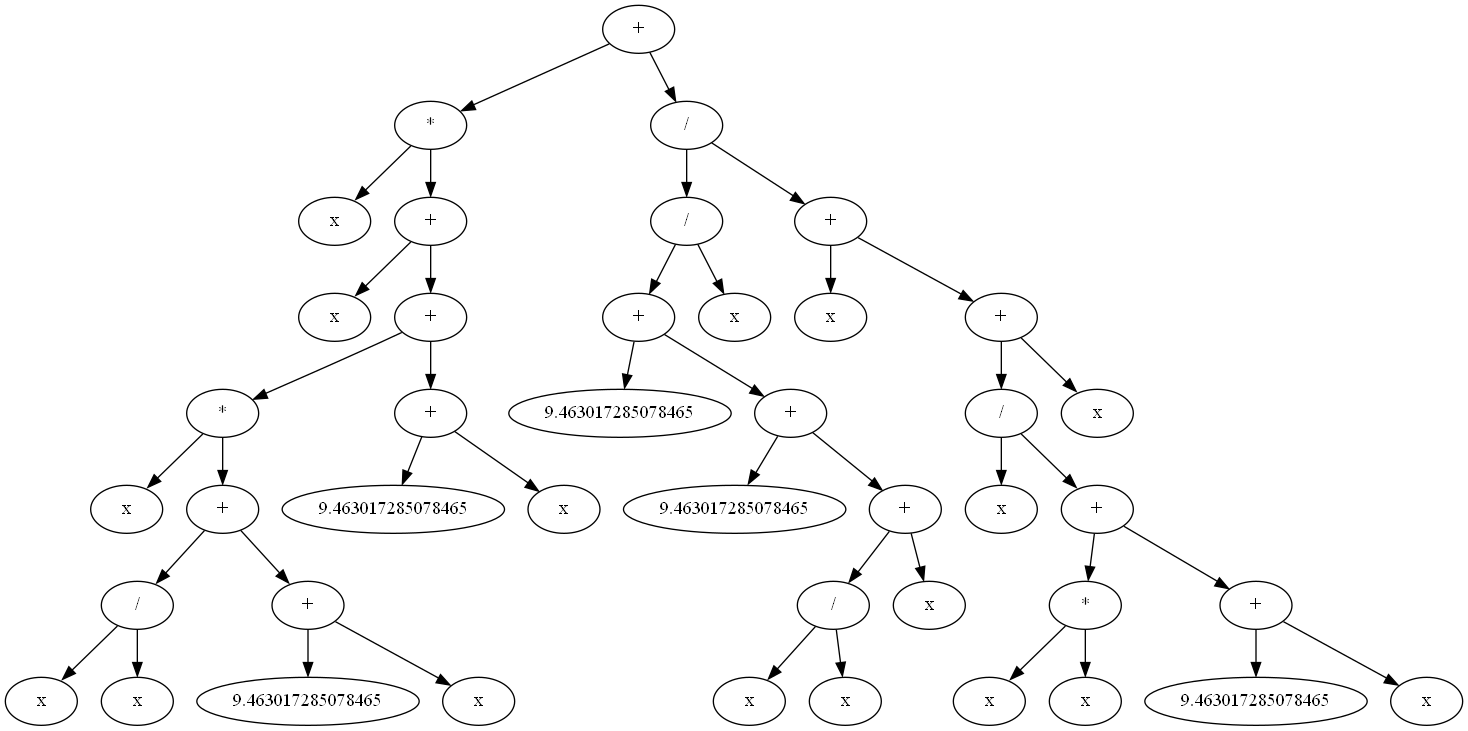 +
* /
x + / +
x + + x x +
* + 9.463017285078465 + / x
x + 9.463017285078465 x 9.463017285078465 + x +
/ + / x * +
x x 9.463017285078465 x x x x x 9.463017285078465 x